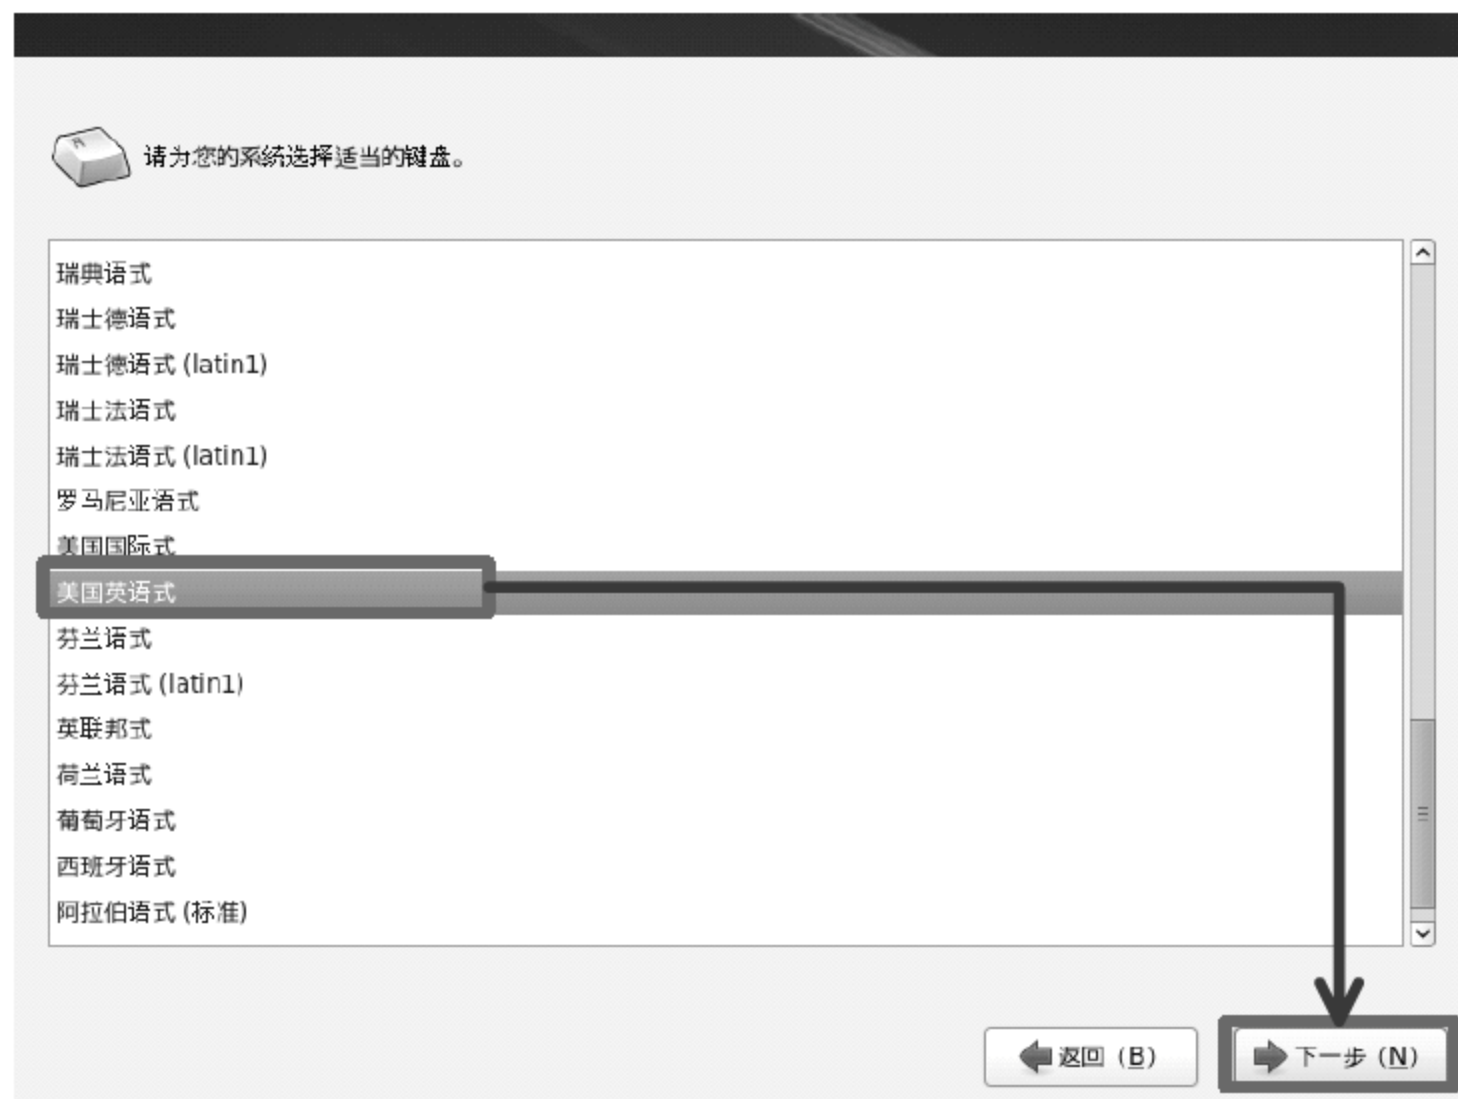 请为您的系统选择适当的键盘。
瑞典语式
瑞士德语式
瑞士德语式 (latin1)
瑞士法语式
瑞士法语式 (latin1)
罗马尼亚语式
美国国际式
美国英语式
芬兰语式
芬兰语式 (latin1)
英联邦式
荷兰语式
葡萄牙语式
西班牙语式
阿拉伯语式 (标准)
返回 (B)
下一步 (N)